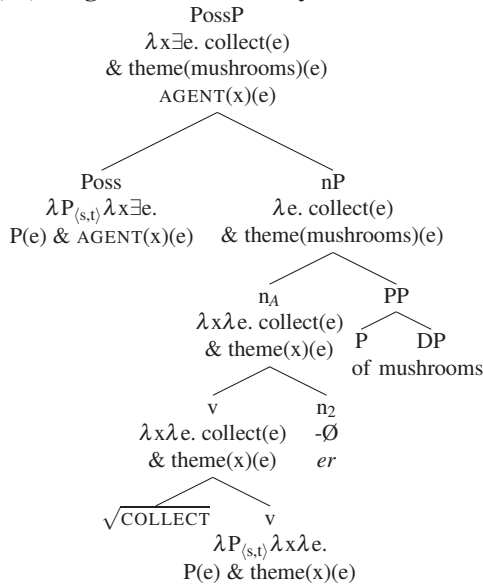 PossP
λx∃e. collect(e)
& theme(mushrooms)(e)
AGENT(x)(e)
Poss nP
λP⟨s,t⟩λx∃e. λe. collect(e)
P(e) & AGENT(x)(e) & theme(mushrooms)(e)
n_A PP
λxλe. collect(e) P DP
& theme(x)(e) of mushrooms
v n₂
λxλe. collect(e) -Ø
& theme(x)(e) er
√COLLECT v
λP⟨s,t⟩λxλe.
P(e) & theme(x)(e)